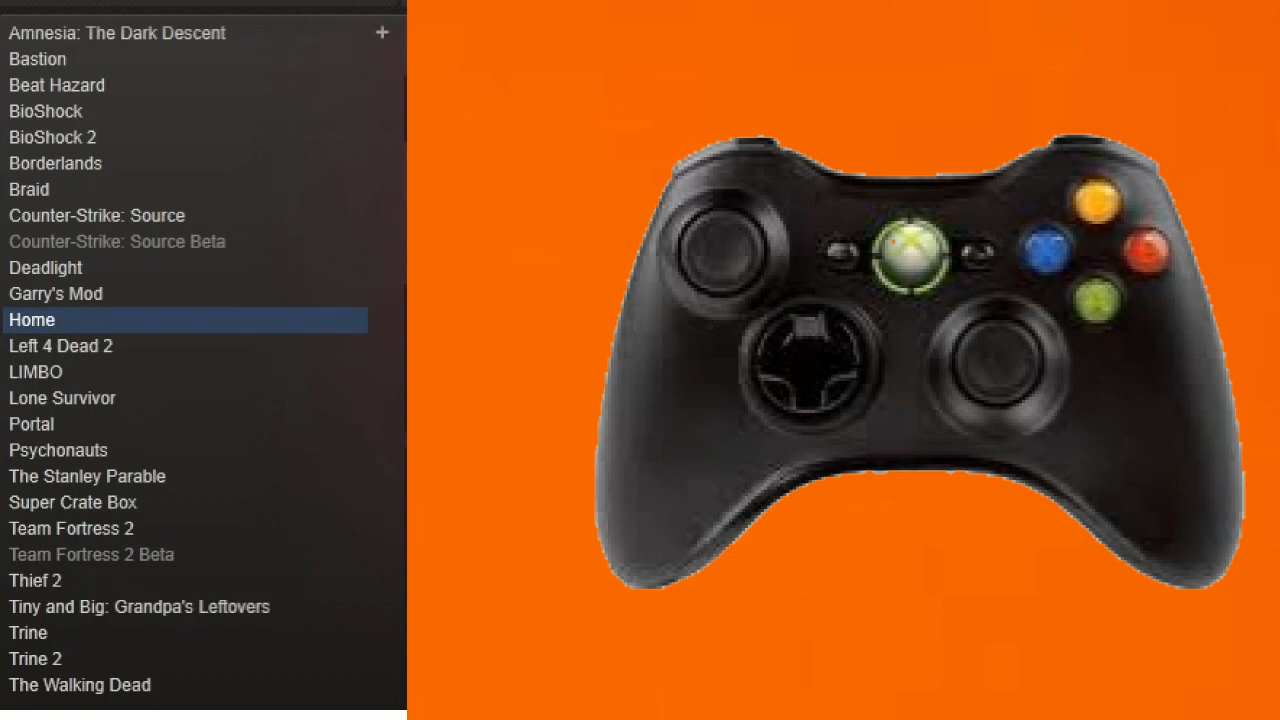 Amnesia: The Dark Descent +
Bastion
Beat Hazard
BioShock
BioShock 2
Borderlands
Braid
Counter-Strike: Source
Counter-Strike: Source Beta
Deadlight
Garry's Mod
Home
Left 4 Dead 2
LIMBO
Lone Survivor
Portal
Psychonauts
The Stanley Parable
Super Crate Box
Team Fortress 2
Team Fortress 2 Beta
Thief 2
Tiny and Big: Grandpa's Leftovers
Trine
Trine 2
The Walking Dead